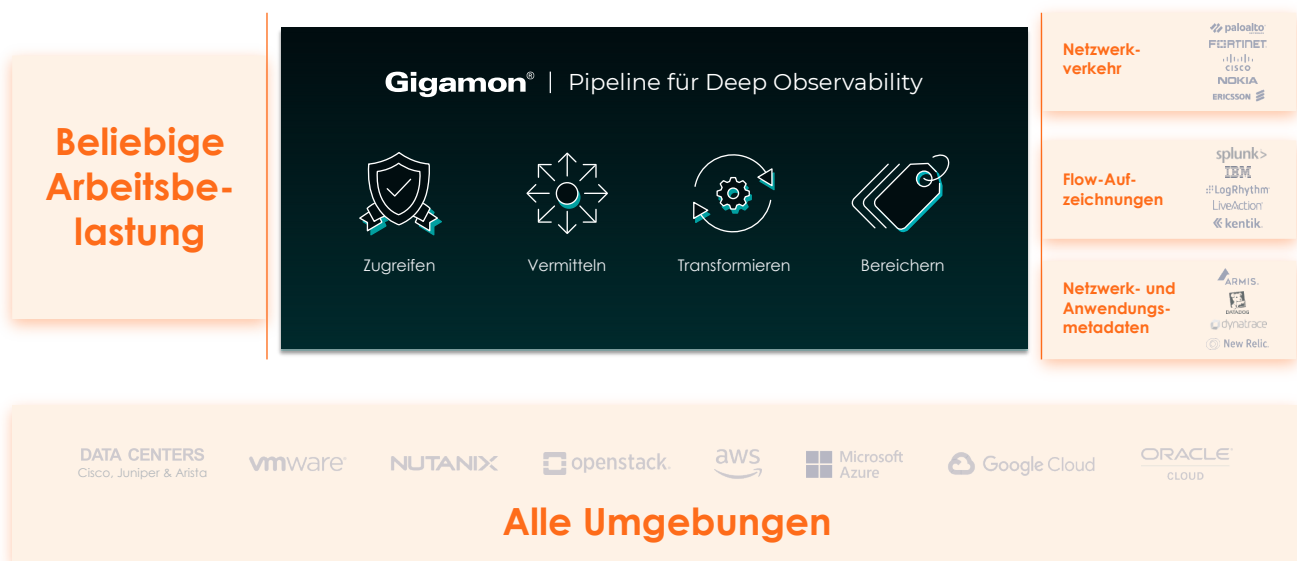 Beliebige
Arbeitsbe-
lastung
Gigamon® | Pipeline für Deep Observability
Zugreifen
Vermitteln
Transformieren
Bereichern
Netzwerk-
verkehr
paloalto
FORTINET
CISCO
NOKIA
ERICSSON
Flow-Auf-
zeichnungen
splunk>
IBM
LogRhythm
LiveAction
kentik
Netzwerk- und
Anwendungs-
metadaten
ARMIS.
DATADOG
dynatrace
New Relic.
DATA CENTERS
Cisco, Juniper & Arista
vmware
NUTANIX
openstack.
aws
Microsoft
Azure
Google Cloud
ORACLE
CLOUD
Alle Umgebungen